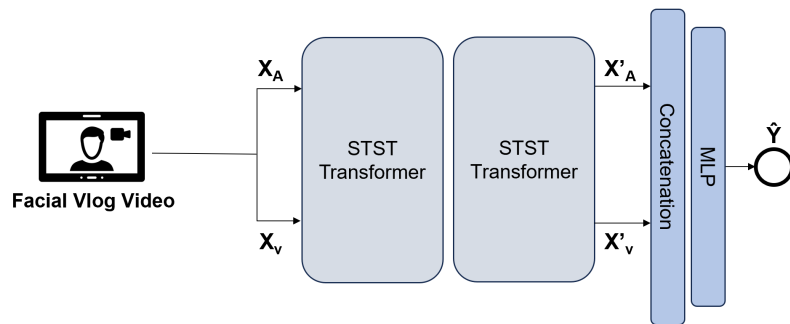 Facial Vlog Video
X_A
X_v
STST
Transformer
STST
Transformer
X'_A
X'_v
Concatenation
MLP
Ŷ